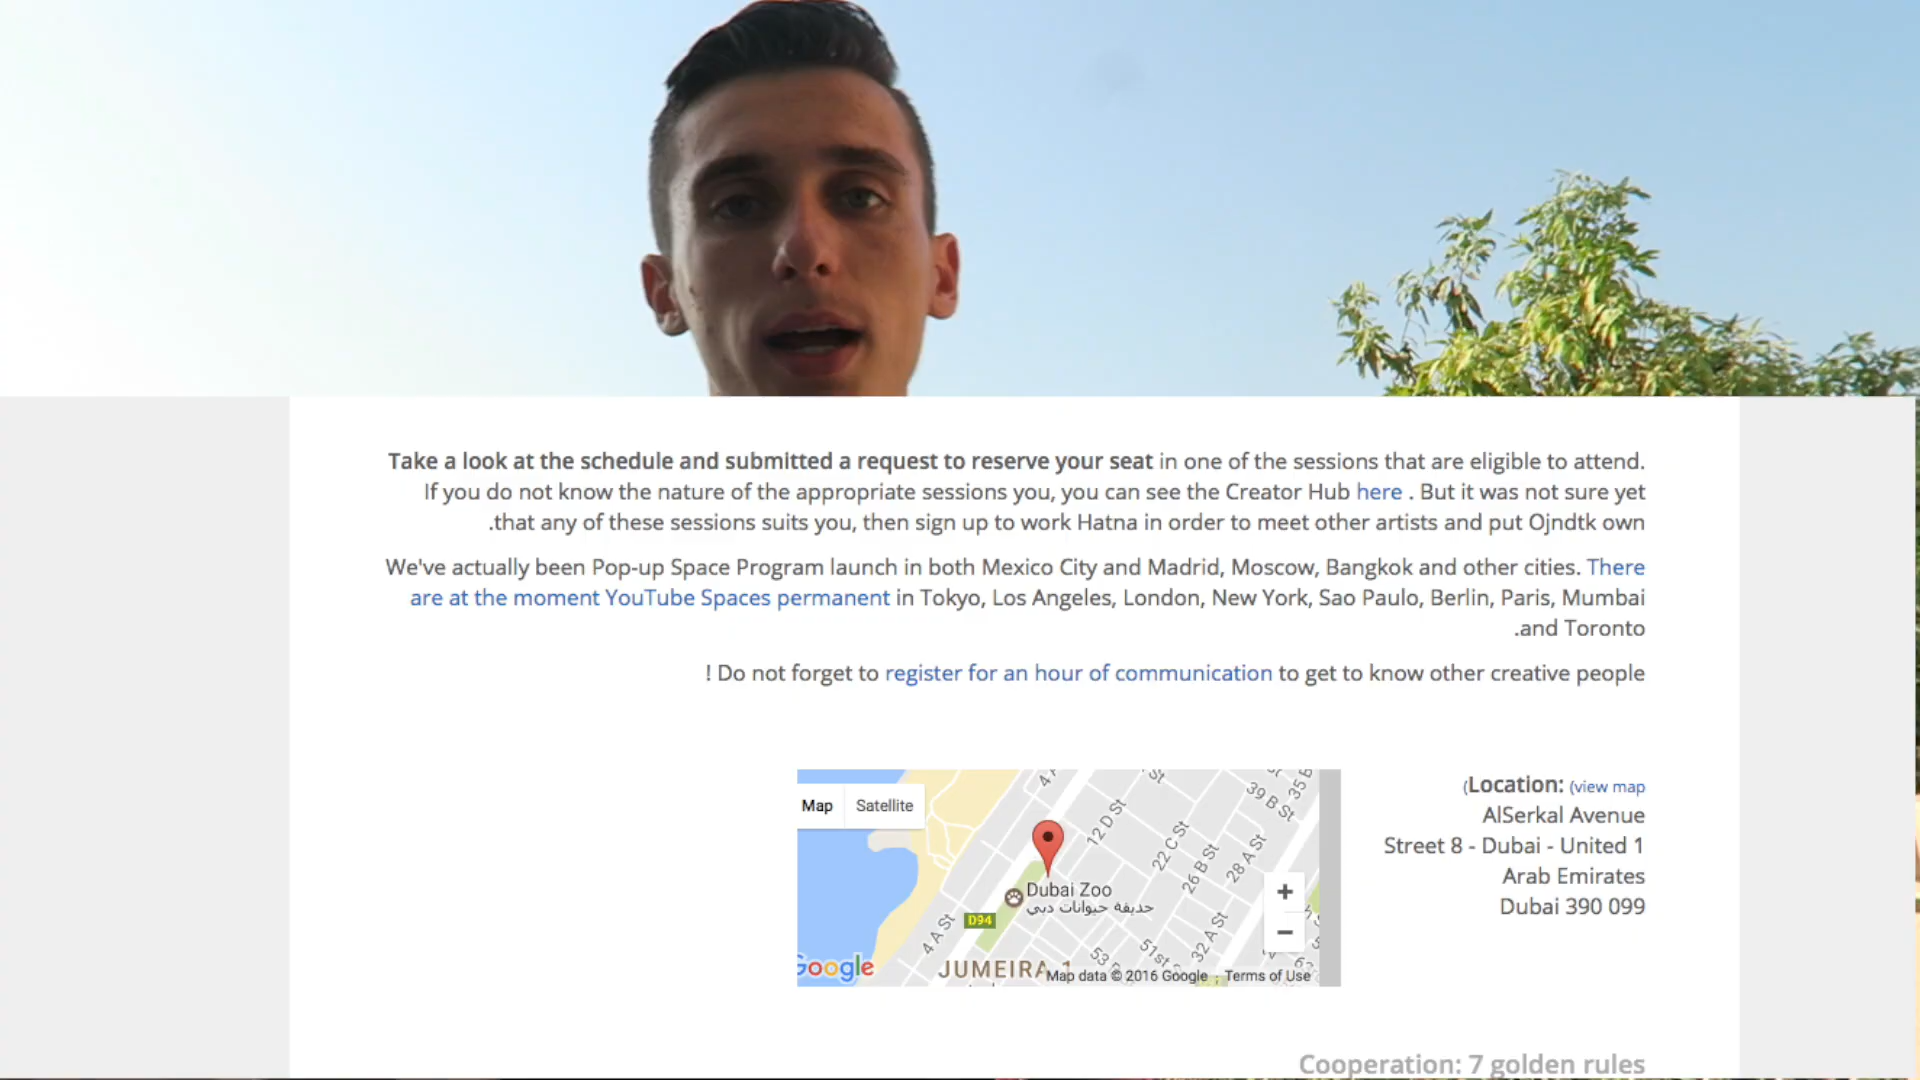 Take a look at the schedule and submitted a request to reserve your seat in one of the sessions that are eligible to attend.
If you do not know the nature of the appropriate sessions you, you can see the Creator Hub here . But it was not sure yet
.that any of these sessions suits you, then sign up to work Hatna in order to meet other artists and put Ojndtk own
We've actually been Pop-up Space Program launch in both Mexico City and Madrid, Moscow, Bangkok and other cities. There
are at the moment YouTube Spaces permanent in Tokyo, Los Angeles, London, New York, Sao Paulo, Berlin, Paris, Mumbai
.and Toronto
! Do not forget to register for an hour of communication to get to know other creative people
(Location: (view map
AlSerkal Avenue
Street 8 - Dubai - United 1
Arab Emirates
Dubai 390 099
Map Satellite
39 B St
35 B
12 D St
22 C St
26 B St
28 A St
Dubai Zoo
حديقة حيوانات دبي
D94
4 A St
32 A St
51st
53
Google
JUMEIRA 1
Map data © 2016 Google Terms of Use
+
−
Cooperation: 7 golden rules